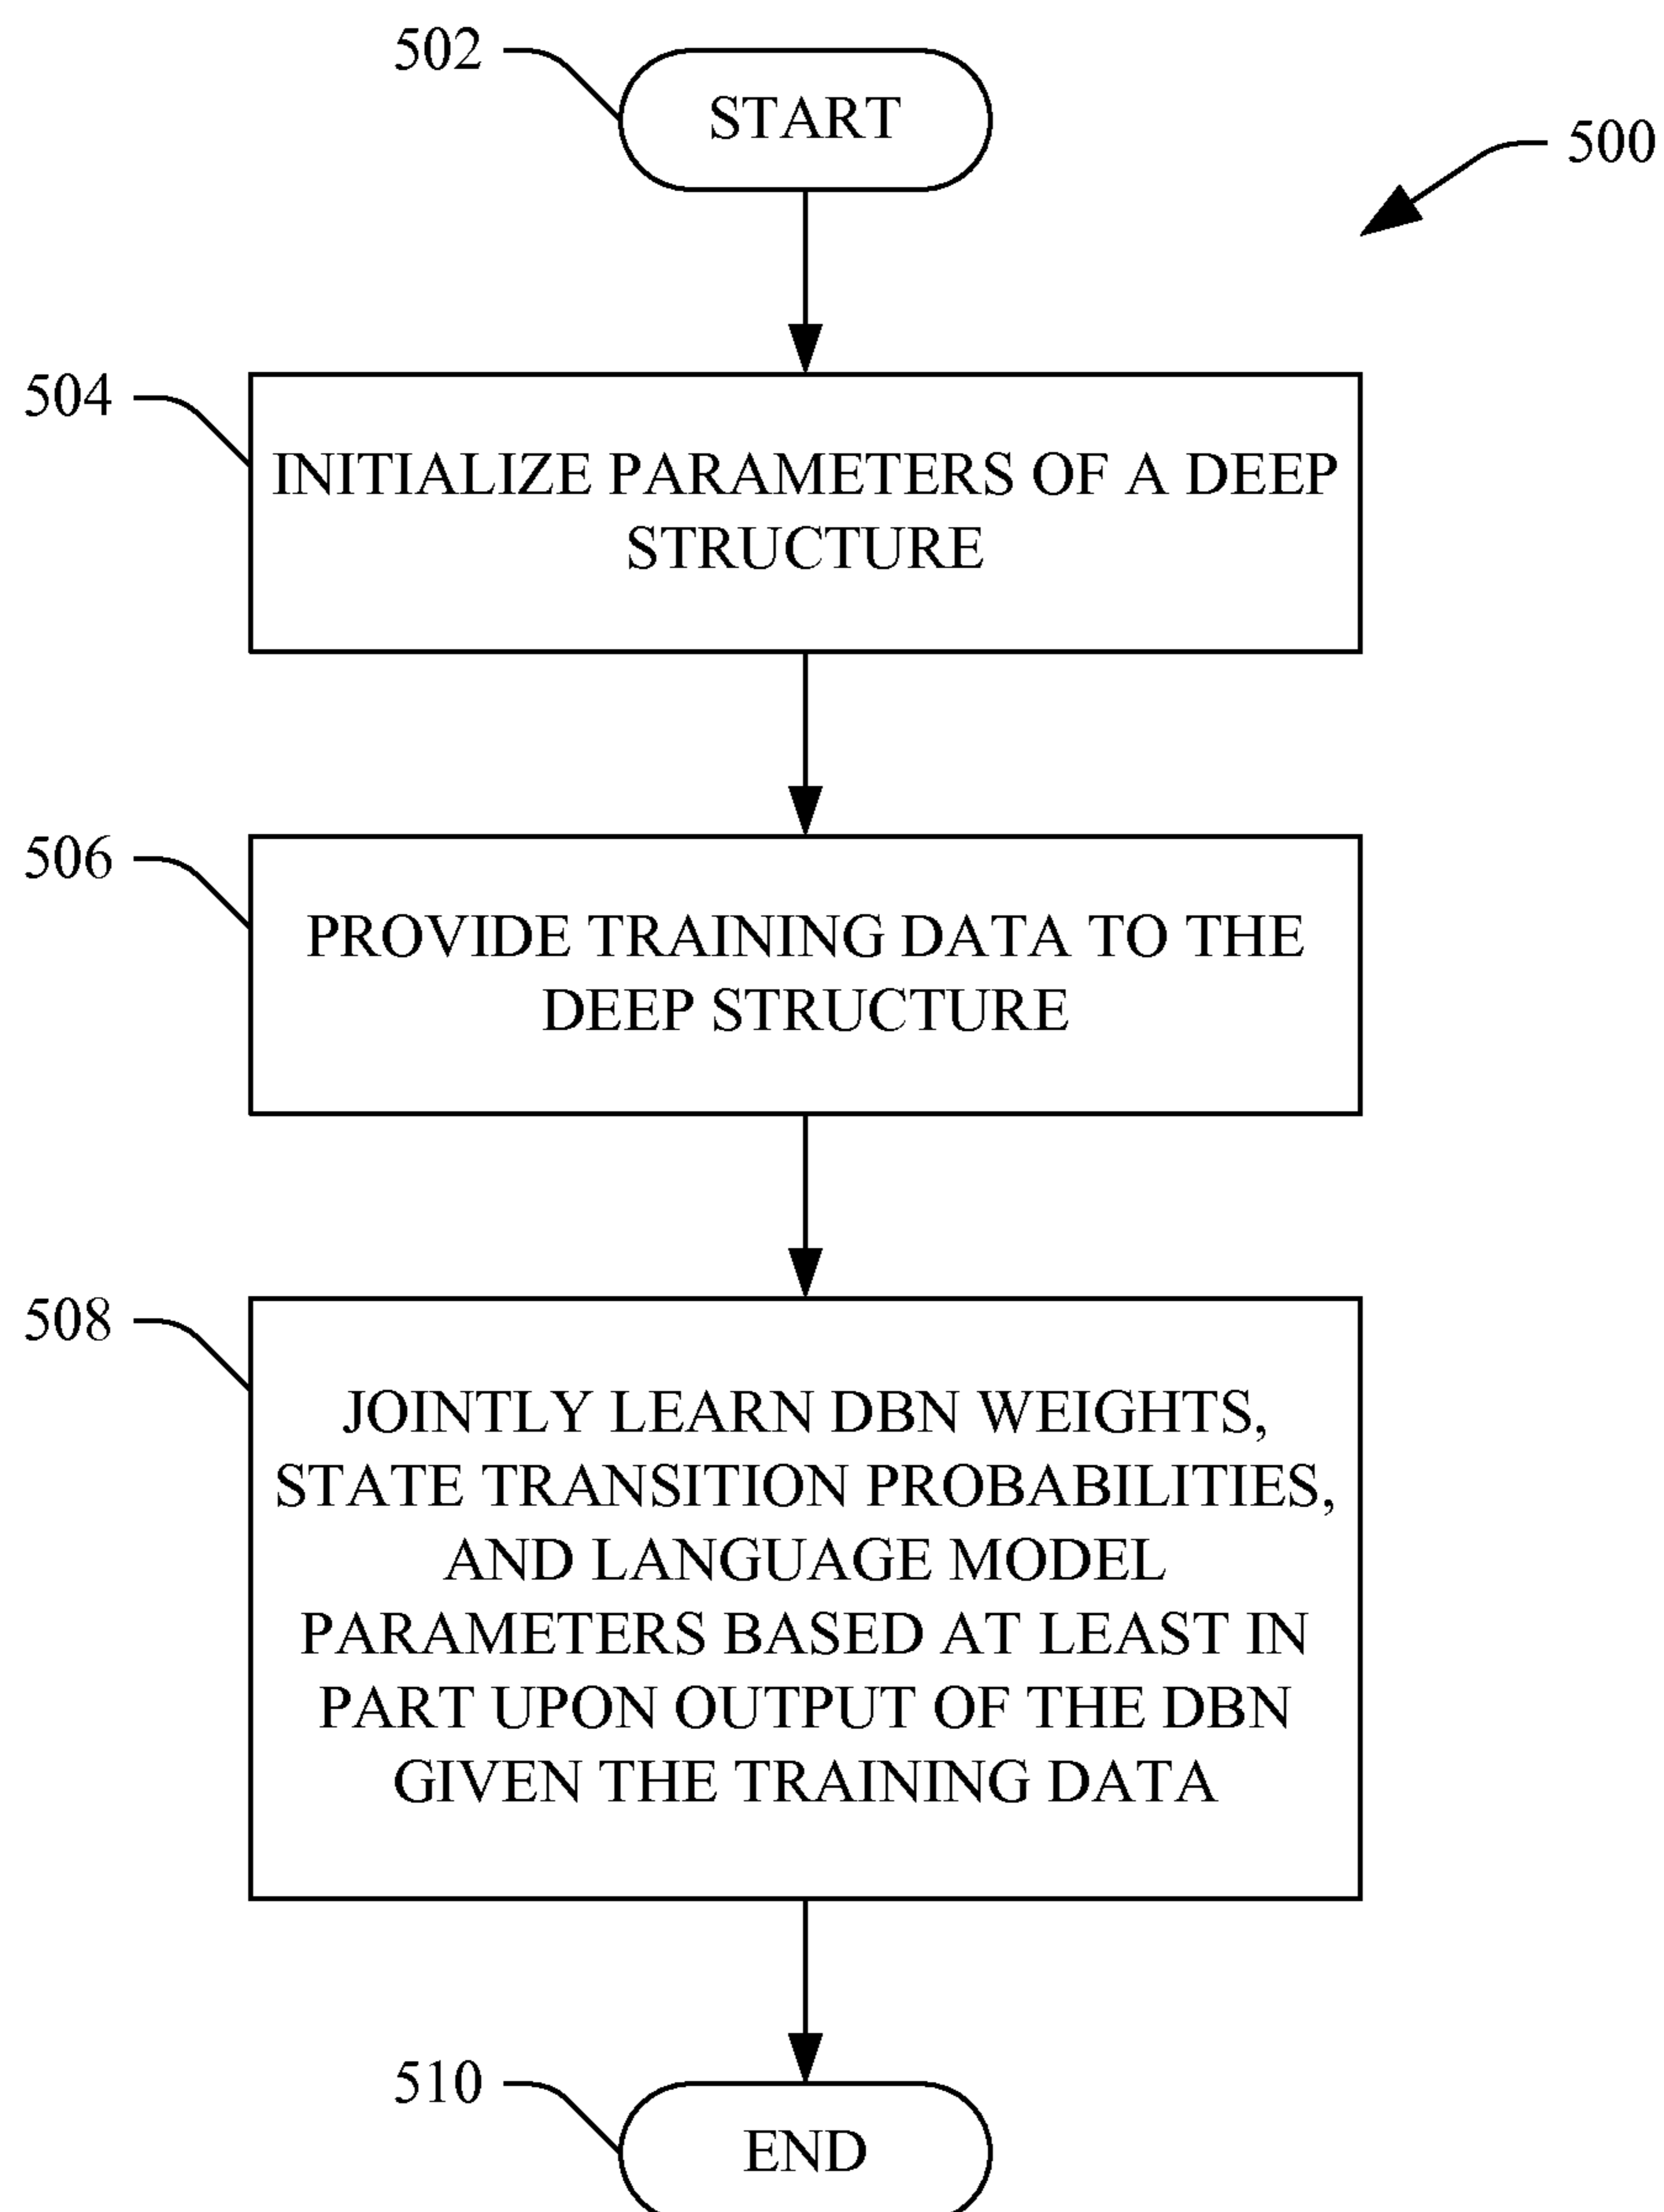 502
START
500
504
INITIALIZE PARAMETERS OF A DEEP
STRUCTURE
506
PROVIDE TRAINING DATA TO THE
DEEP STRUCTURE
508
JOINTLY LEARN DBN WEIGHTS,
STATE TRANSITION PROBABILITIES,
AND LANGUAGE MODEL
PARAMETERS BASED AT LEAST IN
PART UPON OUTPUT OF THE DBN
GIVEN THE TRAINING DATA
510
END